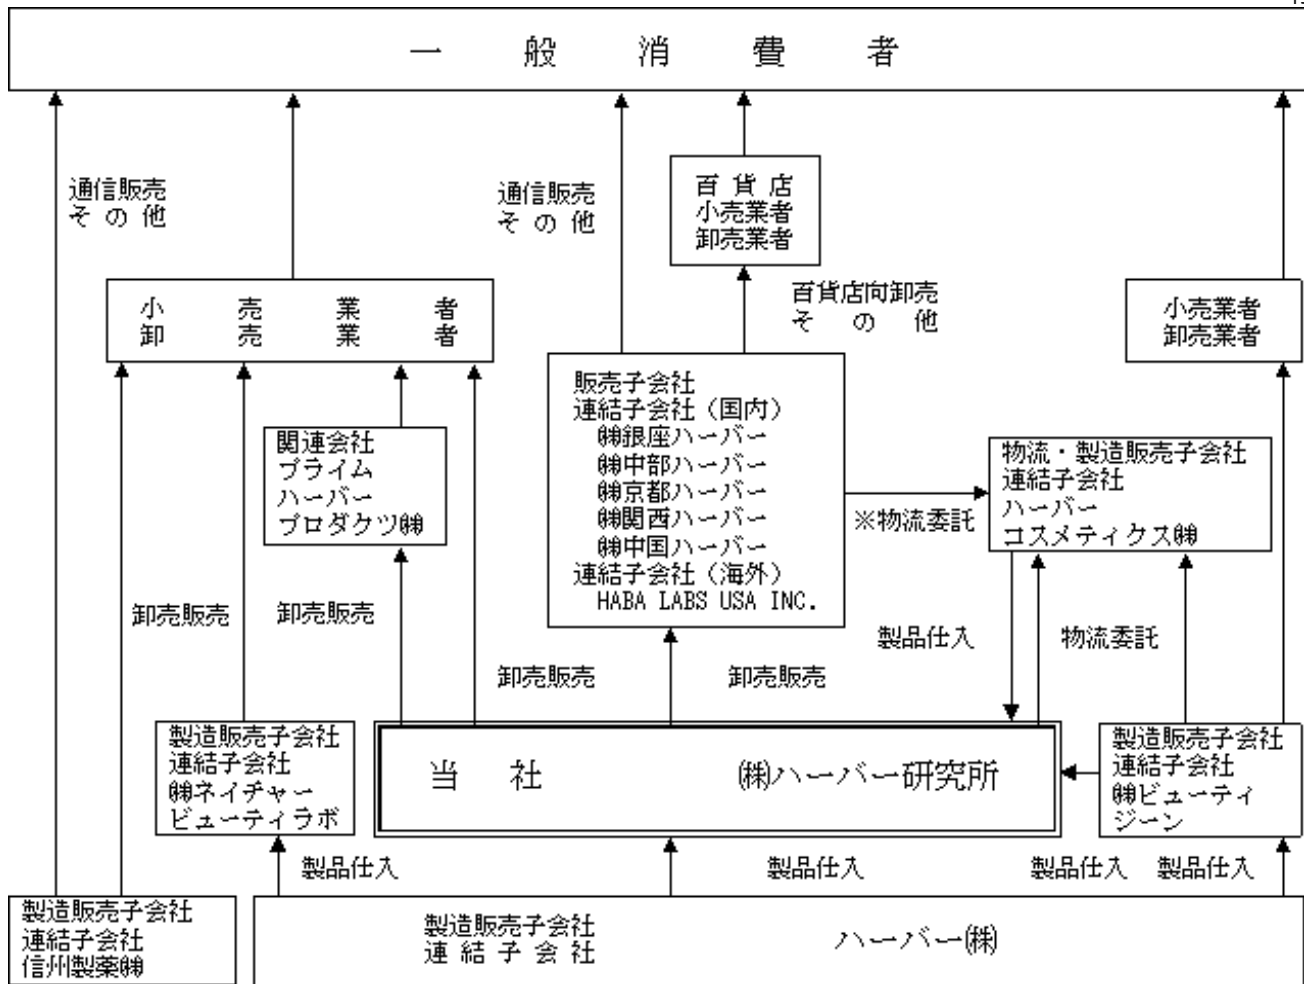 一般消費者
通信販売
その他
通信販売
その他
百貨店
小売業者
卸売業者
百貨店向卸売
その他
小売業者
卸売業者
小売業者
卸売業者
関連会社
プライム
ハーバー
プロダクツ㈱
販売子会社
連結子会社（国内）
㈱銀座ハーバー
㈱中部ハーバー
㈱京都ハーバー
㈱関西ハーバー
㈱中国ハーバー
連結子会社（海外）
HABA LABS USA INC.
※物流委託
物流・製造販売子会社
連結子会社
ハーバー
コスメティクス㈱
卸売販売
卸売販売
卸売販売
卸売販売
製品仕入
物流委託
製造販売子会社
連結子会社
㈱ネイチャー
ビューティラボ
当社 ㈱ハーバー研究所
製造販売子会社
連結子会社
㈱ビューティ
ジーン
製品仕入
製品仕入
製品仕入
製品仕入
製造販売子会社
連結子会社
信州製薬㈱
製造販売子会社
連結子会社
ハーバー㈱